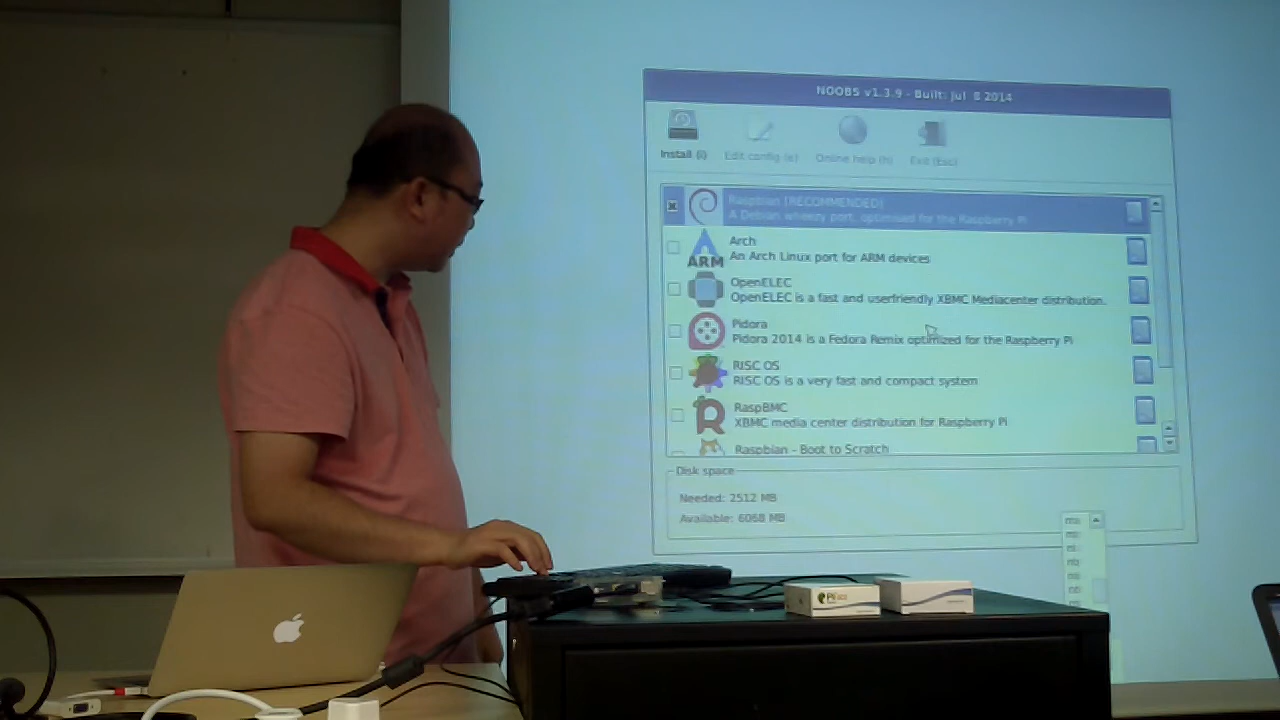 NOOBS v1.3.9 - Built: Jul 8 2014
Install (i) Edit config (e) Online help (h) Exit (Esc)
Raspbian [RECOMMENDED]
A Debian wheezy port, optimised for the Raspberry Pi
Arch
An Arch Linux port for ARM devices
ARM
OpenELEC
OpenELEC is a fast and userfriendly XBMC Mediacenter distribution.
Pidora
Pidora 2014 is a Fedora Remix optimized for the Raspberry Pi
RISC OS
RISC OS is a very fast and compact system
RaspBMC
XBMC media center distribution for Raspberry Pi
Raspbian - Boot to Scratch
Disk space
Needed: 2512 MB
Available: 6068 MB
nb